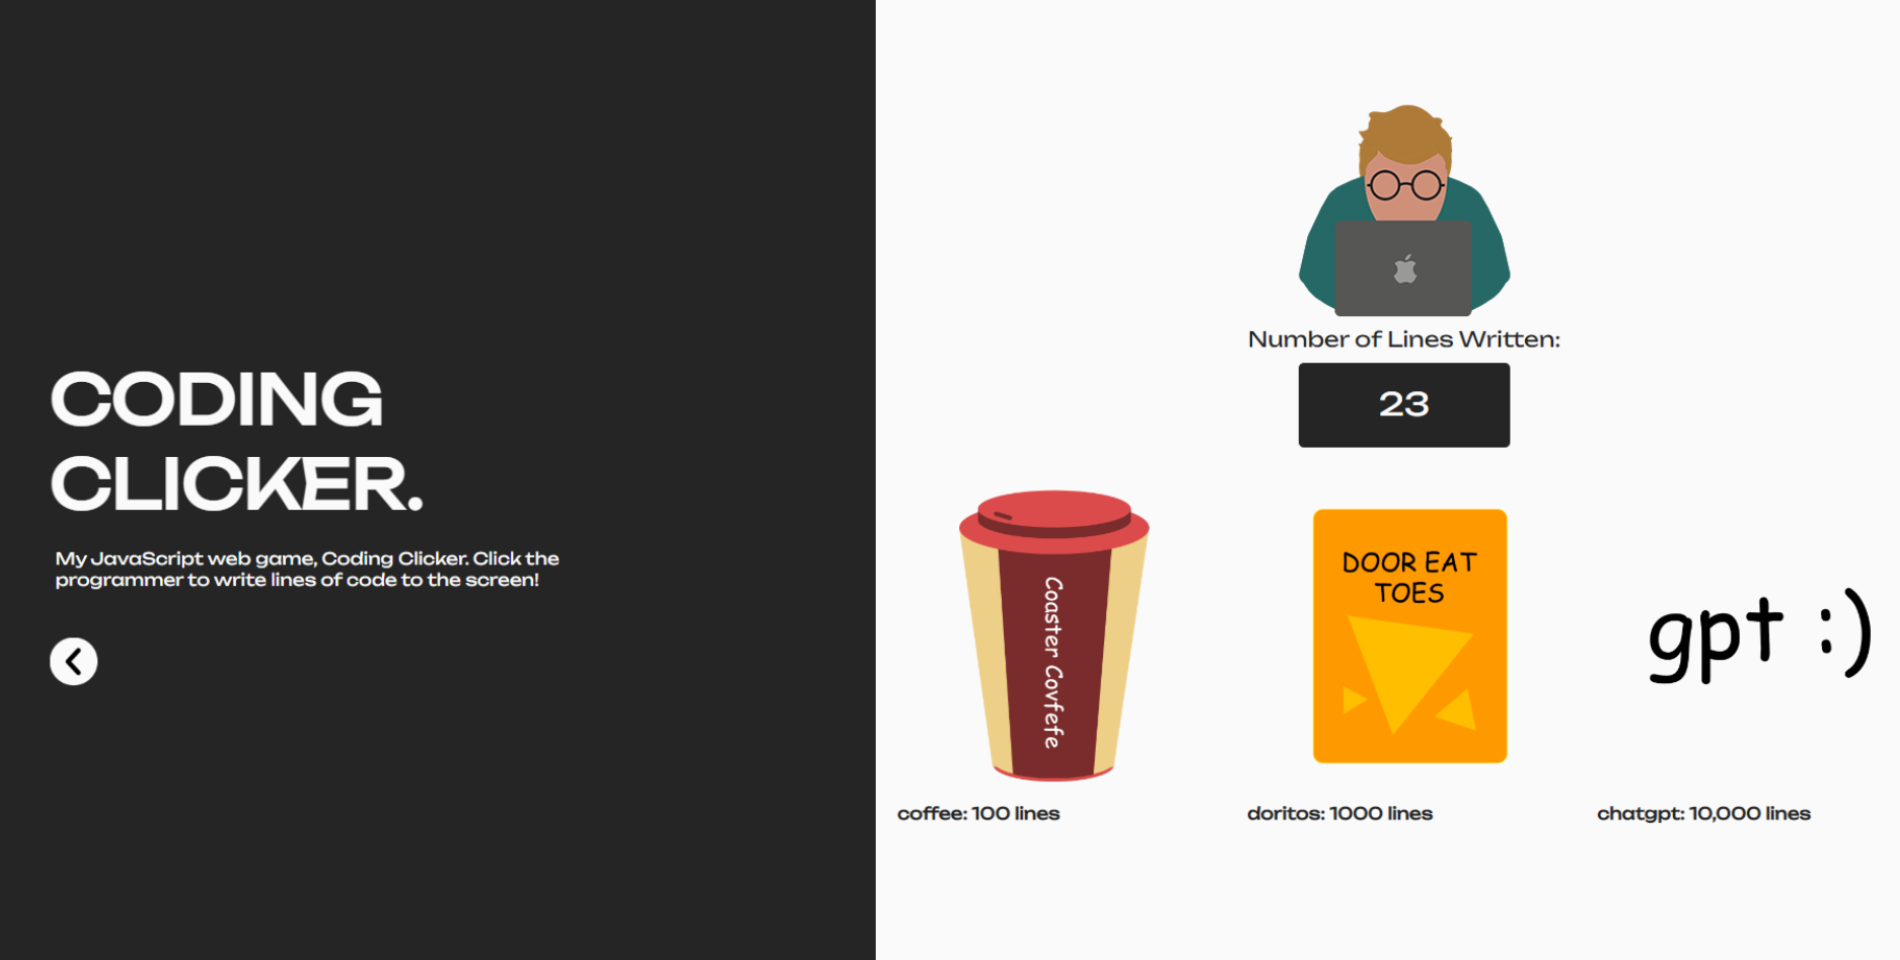 CODING
CLICKER.
My JavaScript web game, Coding Clicker. Click the
programmer to write lines of code to the screen!
Number of Lines Written:
23
Coaster Covfefe
DOOR EAT
TOES
gpt :)
coffee: 100 lines
doritos: 1000 lines
chatgpt: 10,000 lines